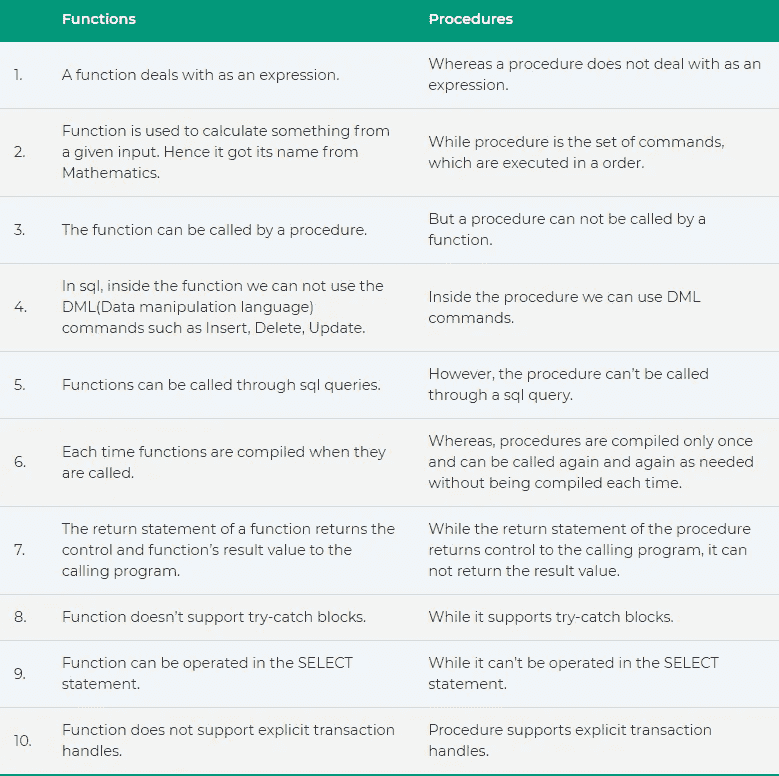 Functions Procedures
1. A function deals with as an expression.
Whereas a procedure does not deal with as an
expression.
2. Function is used to calculate something from
a given input. Hence it got its name from
Mathematics.
While procedure is the set of commands,
which are executed in a order.
3. The function can be called by a procedure.
But a procedure can not be called by a
function.
4. In sql, inside the function we can not use the
DML(Data manipulation language)
commands such as Insert, Delete, Update.
Inside the procedure we can use DML
commands.
5. Functions can be called through sql queries.
However, the procedure can’t be called
through a sql query.
6. Each time functions are compiled when they
are called.
Whereas, procedures are compiled only once
and can be called again and again as needed
without being compiled each time.
7. The return statement of a function returns the
control and function’s result value to the
calling program.
While the return statement of the procedure
returns control to the calling program, it can
not return the result value.
8. Function doesn’t support try-catch blocks.
While it supports try-catch blocks.
9. Function can be operated in the SELECT
statement.
While it can’t be operated in the SELECT
statement.
10. Function does not support explicit transaction
handles.
Procedure supports explicit transaction
handles.